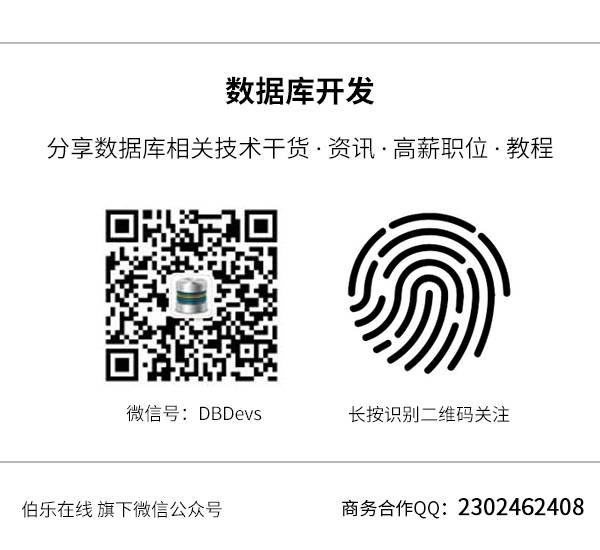 数据库开发
分享数据库相关技术干货 · 资讯 · 高薪职位 · 教程
微信号：DBDevs
长按识别二维码关注
伯乐在线 旗下微信公众号
商务合作QQ：2302462408